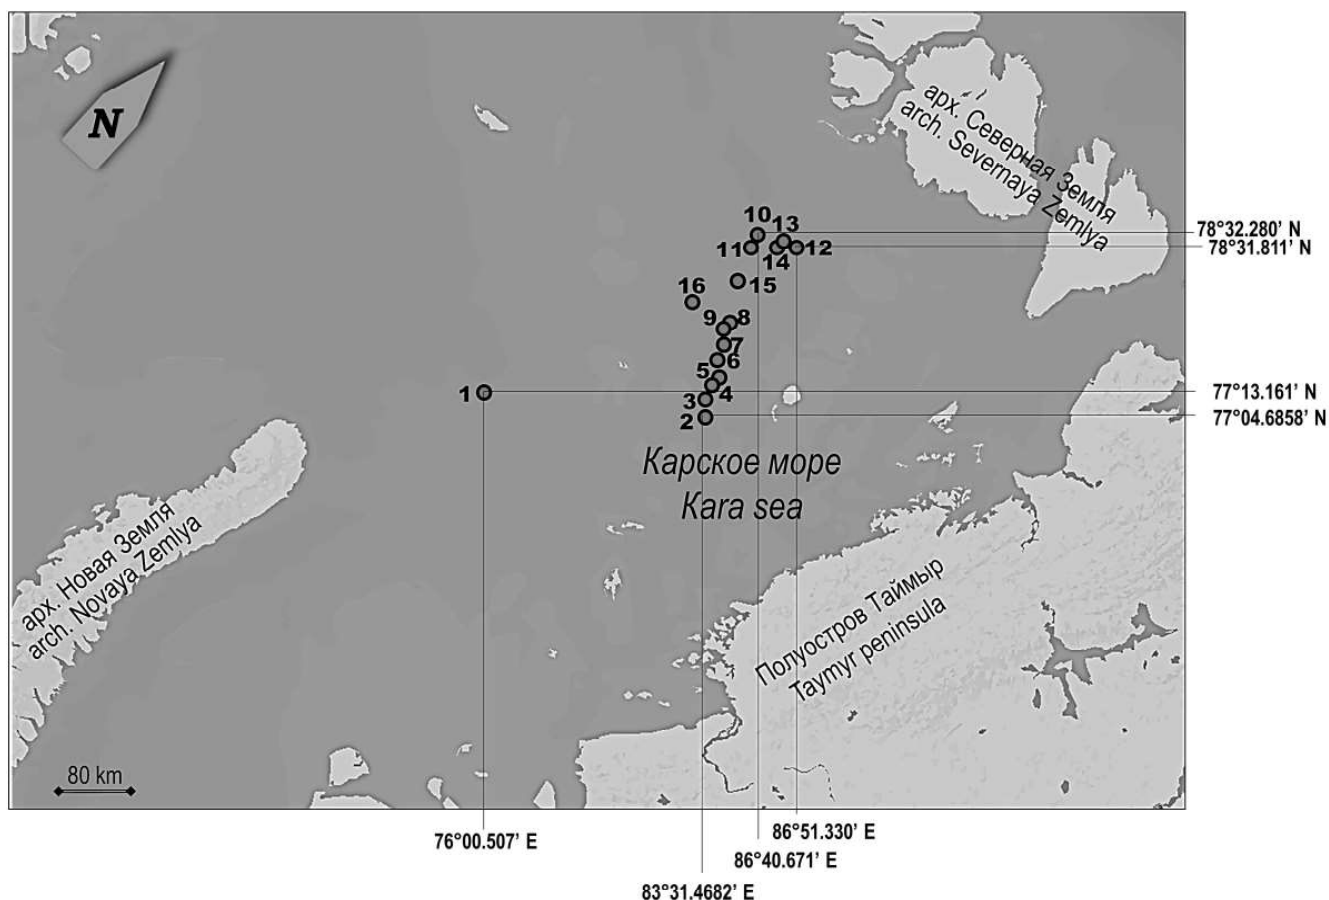 N
арх. Северная Земля
arch. Severnaya Zemlya
10
13
78°32.280' N
11
12
78°31.811' N
14
15
16
9
8
7
5
6
1
4
77°13.161' N
3
2
77°04.6858' N
Карское море
Kara sea
арх. Новая Земля
arch. Novaya Zemlya
Полуостров Таймыр
Taymyr peninsula
80 km
76°00.507' E
86°51.330' E
86°40.671' E
83°31.4682' E